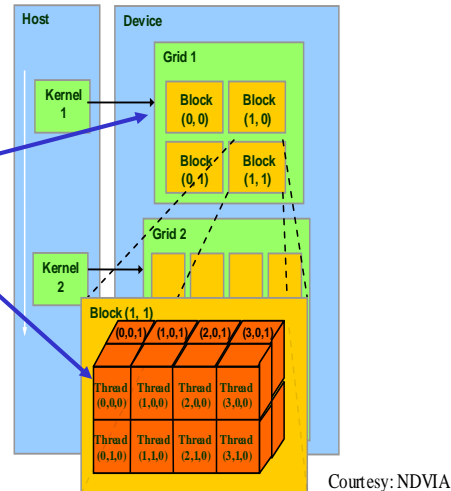 Host
Device
Grid 1
Kernel
1
Block
(0, 0)
Block
(1, 0)
Block
(0, 1)
Block
(1, 1)
Grid 2
Kernel
2
Block (1, 1)
(0,0,1) (1,0,1) (2,0,1) (3,0,1)
Thread
(0,0,0)
Thread
(1,0,0)
Thread
(2,0,0)
Thread
(3,0,0)
Thread
(0,1,0)
Thread
(1,1,0)
Thread
(2,1,0)
Thread
(3,1,0)
Courtesy: NDVIA